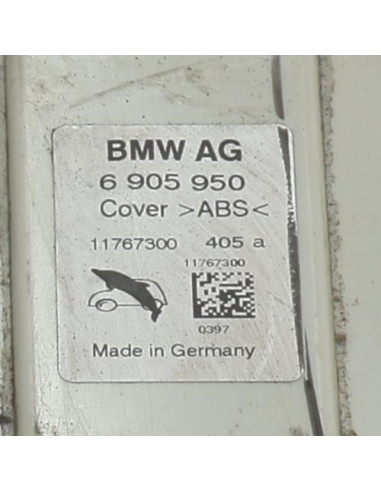 BMW AG
6 905 950
Cover >ABS<
11767300 405 a
11767300
0397
Made in Germany